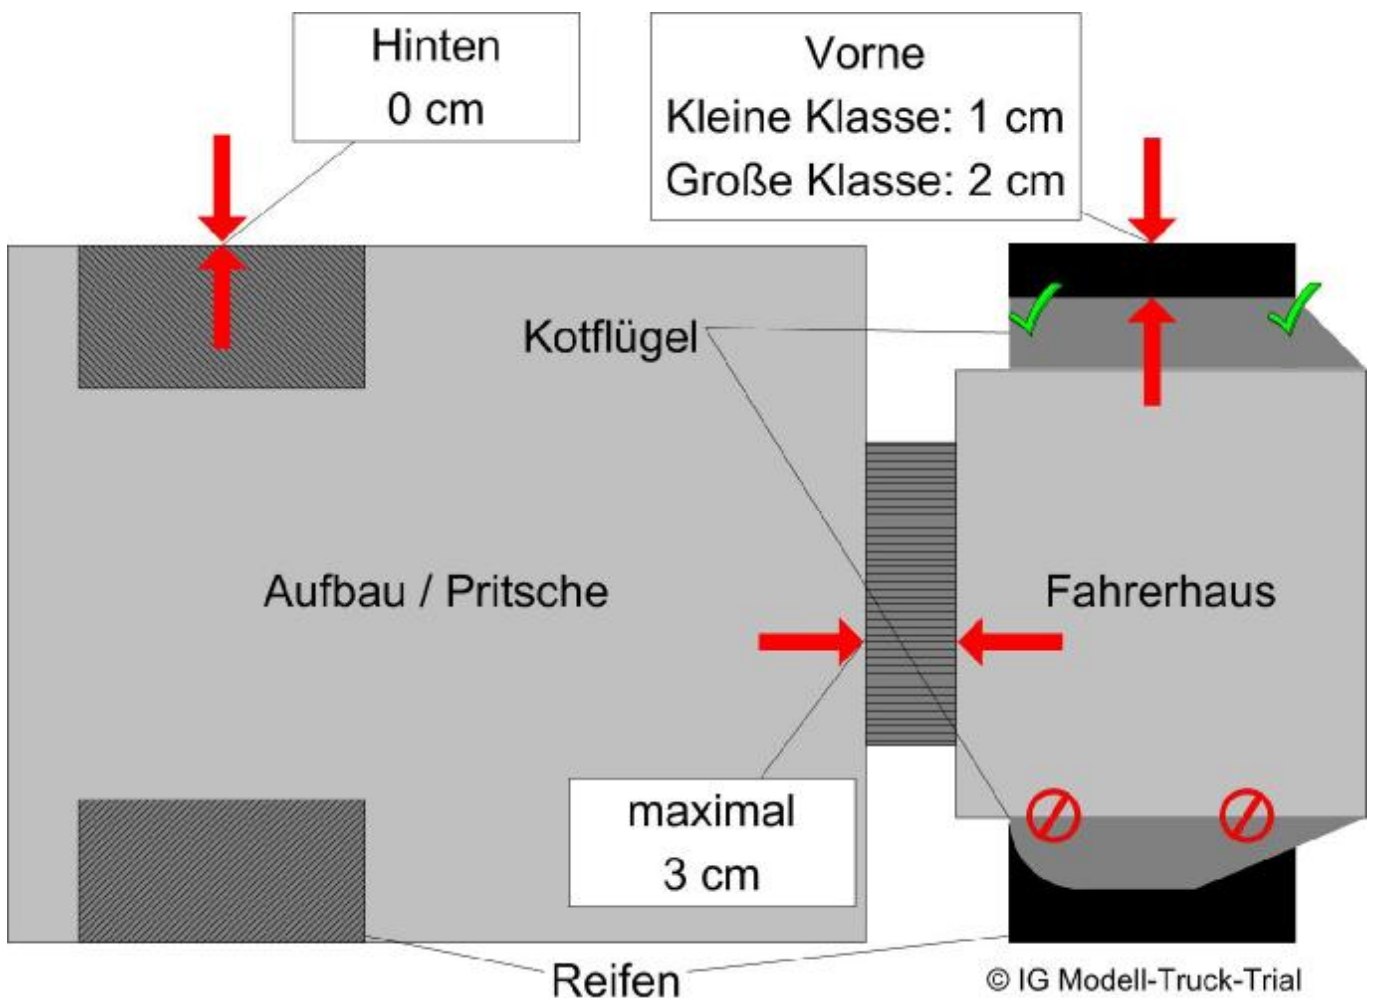 Hinten
0 cm
Vorne
Kleine Klasse: 1 cm
Große Klasse: 2 cm
Kotflügel
Aufbau / Pritsche
Fahrerhaus
maximal
3 cm
Reifen
© IG Modell-Truck-Trial